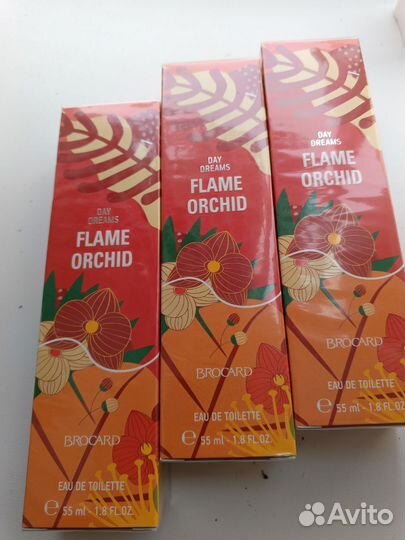 DAY
DREAMS
FLAME
ORCHID
BROCARD
EAU DE TOILETTE
℮ 55 ml - 1.8 FL.OZ.
DAY
DREAMS
FLAME
ORCHID
BROCARD
EAU DE TOILETTE
℮ 55 ml - 1.8 FL.OZ.
DAY
DREAMS
FLAME
ORCHID
BROCARD
EAU DE TOILETTE
℮ 55 ml - 1.8 FL.OZ.
Avito